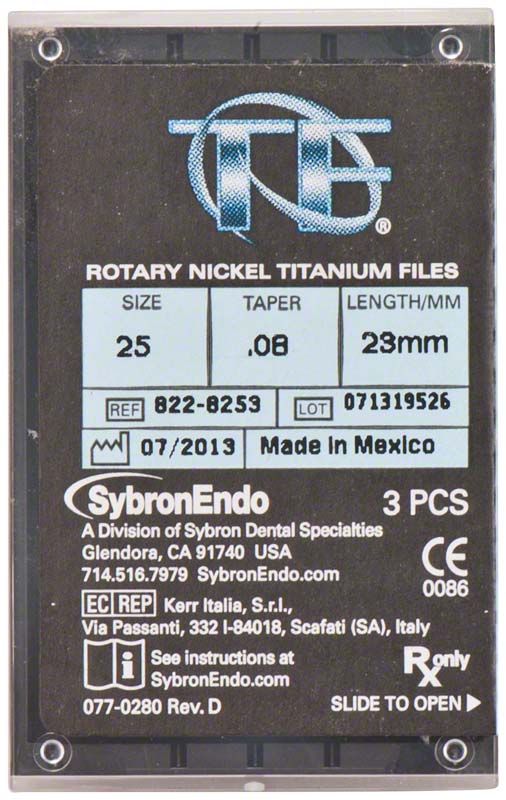 TF®
ROTARY NICKEL TITANIUM FILES
SIZE TAPER LENGTH/MM
25 .08 23mm
REF 822-8253 LOT 071319526
07/2013 Made in Mexico
SybronEndo 3 PCS
A Division of Sybron Dental Specialties
Glendora, CA 91740 USA
714.516.7979 SybronEndo.com
CE
0086
EC REP Kerr Italia, S.r.l.,
Via Passanti, 332 I-84018, Scafati (SA), Italy
i See instructions at
SybronEndo.com
Rx only
077-0280 Rev. D SLIDE TO OPEN